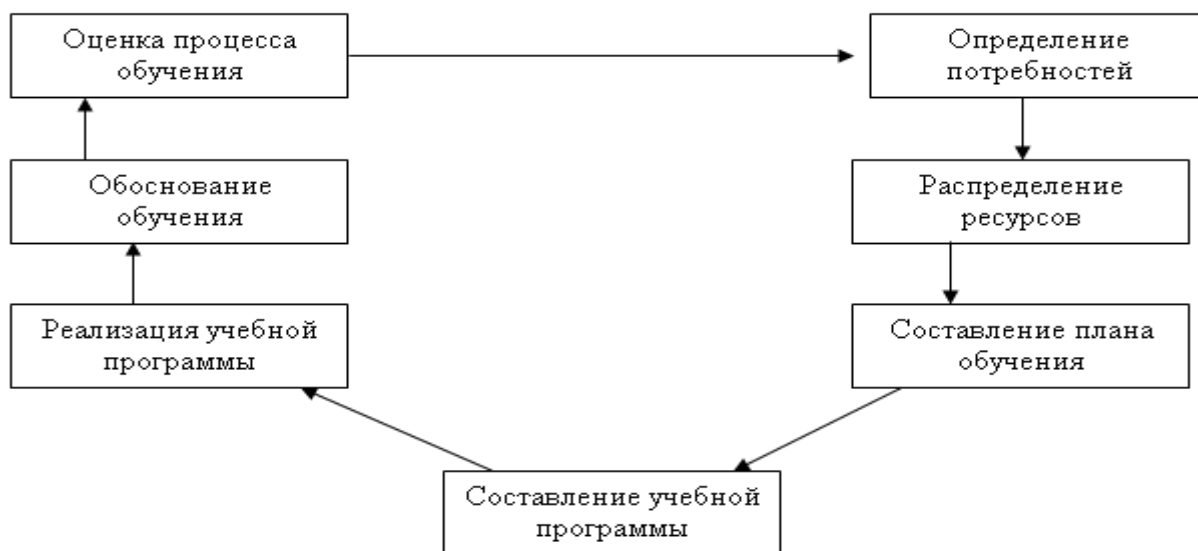 Оценка процесса
обучения
Определение
потребностей
Обоснование
обучения
Распределение
ресурсов
Реализация учебной
программы
Составление плана
обучения
Составление учебной
программы